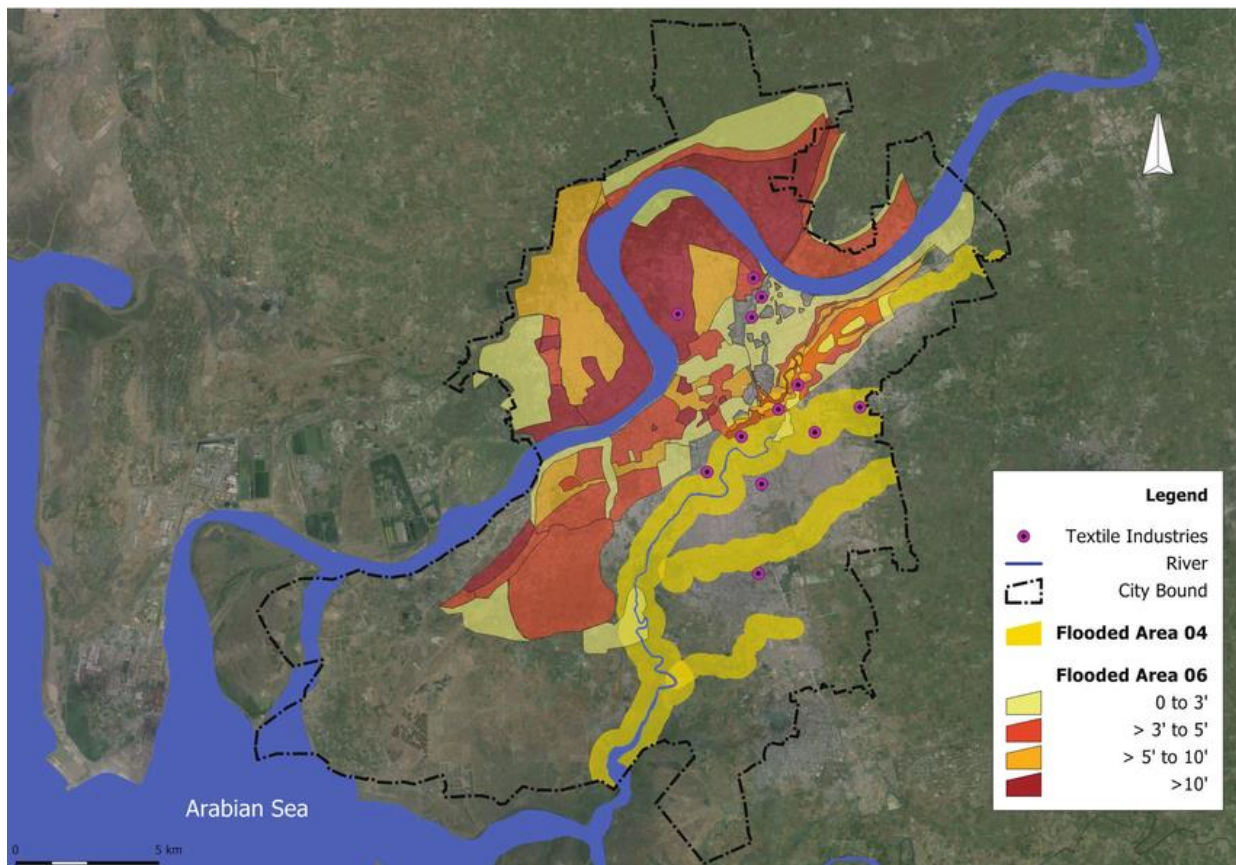 Legend
Textile Industries
River
City Bound
Flooded Area 04
Flooded Area 06
0 to 3'
> 3' to 5'
> 5' to 10'
>10'
Arabian Sea
0
5 km